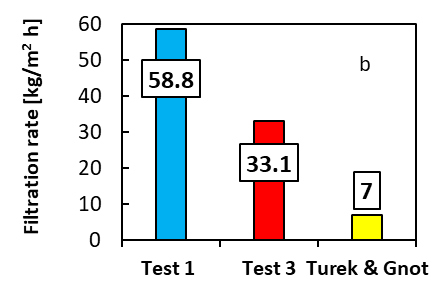 Filtration rate [kg/m² h]
60
50
40
30
20
10
0
b
58.8
33.1
7
Test 1
Test 3
Turek & Gnot